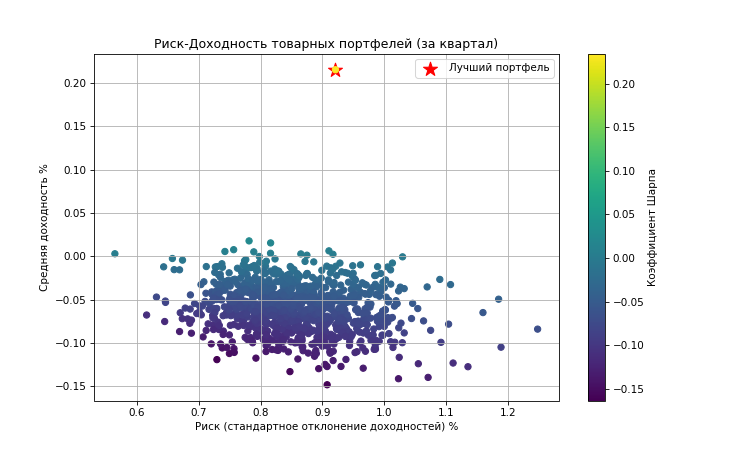 Риск-Доходность товарных портфелей (за квартал)
Лучший портфель
Средняя доходность %
0.20
0.15
0.10
0.05
0.00
−0.05
−0.10
−0.15
0.6 0.7 0.8 0.9 1.0 1.1 1.2
Риск (стандартное отклонение доходностей) %
0.20
0.15
0.10
0.05
0.00
−0.05
−0.10
−0.15
Коэффициент Шарпа